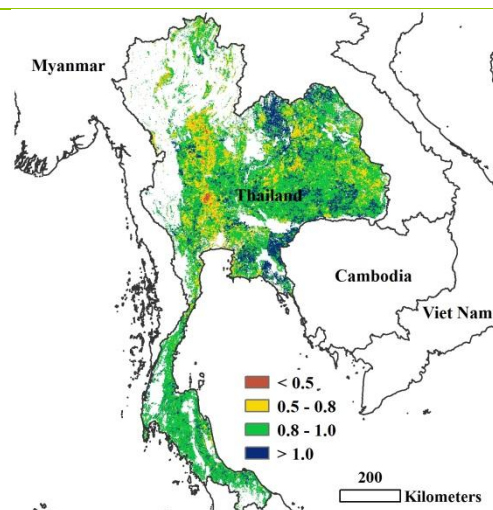 Myanmar
Thailand
Cambodia
Viet Nam
< 0.5
0.5 - 0.8
0.8 - 1.0
> 1.0
200
Kilometers